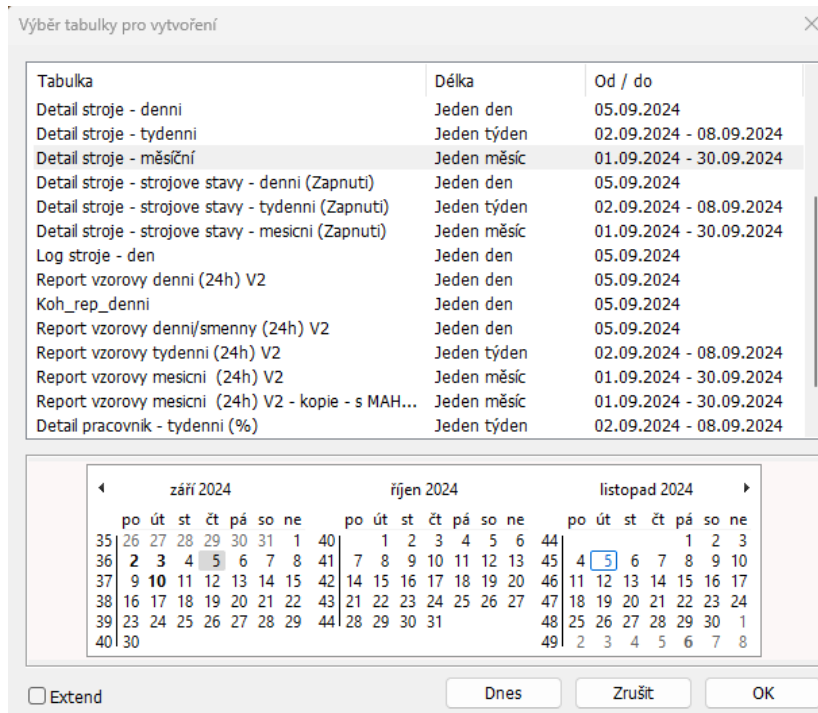 Výběr tabulky pro vytvoření
Tabulka Délka Od / do
Detail stroje - denni Jeden den 05.09.2024
Detail stroje - tydenni Jeden týden 02.09.2024 - 08.09.2024
Detail stroje - měsíční Jeden měsíc 01.09.2024 - 30.09.2024
Detail stroje - strojove stavy - denni (Zapnuti) Jeden den 05.09.2024
Detail stroje - strojove stavy - tydenni (Zapnuti) Jeden týden 02.09.2024 - 08.09.2024
Detail stroje - strojove stavy - mesicni (Zapnuti) Jeden měsíc 01.09.2024 - 30.09.2024
Log stroje - den Jeden den 05.09.2024
Report vzorovy denni (24h) V2 Jeden den 05.09.2024
Koh_rep_denni Jeden den 05.09.2024
Report vzorovy denni/smenny (24h) V2 Jeden den 05.09.2024
Report vzorovy tydenni (24h) V2 Jeden týden 02.09.2024 - 08.09.2024
Report vzorovy mesicni (24h) V2 Jeden měsíc 01.09.2024 - 30.09.2024
Report vzorovy mesicni (24h) V2 - kopie - s MAH... Jeden měsíc 01.09.2024 - 30.09.2024
Detail pracovnik - tydenni (%) Jeden týden 02.09.2024 - 08.09.2024
září 2024 říjen 2024 listopad 2024
po út st čt pá so ne po út st čt pá so ne po út st čt pá so ne
35 26 27 28 29 30 31 1 40 1 2 3 4 5 6 44 1 2 3
36 2 3 4 5 6 7 8 41 7 8 9 10 11 12 13 45 4 5 6 7 8 9 10
37 9 10 11 12 13 14 15 42 14 15 16 17 18 19 20 46 11 12 13 14 15 16 17
38 16 17 18 19 20 21 22 43 21 22 23 24 25 26 27 47 18 19 20 21 22 23 24
39 23 24 25 26 27 28 29 44 28 29 30 31 48 25 26 27 28 29 30 1
40 30 49 2 3 4 5 6 7 8
Extend Dnes Zrušit OK